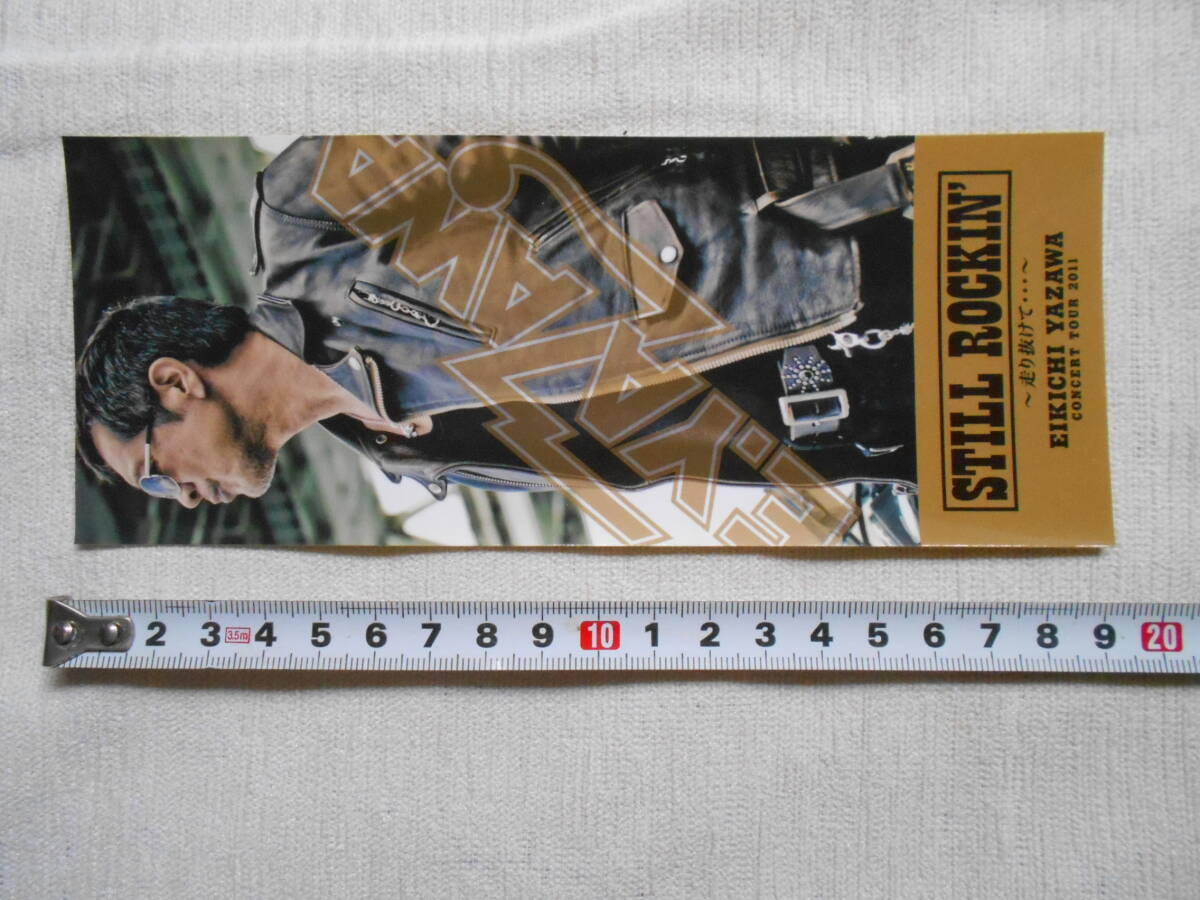 E.YAZAWA
STILL ROCKIN'
～走り抜けて･･･～
EIKICHI YAZAWA
CONCERT TOUR 2011
2 3 3.5m 4 5 6 7 8 9 10 1 2 3 4 5 6 7 8 9 20